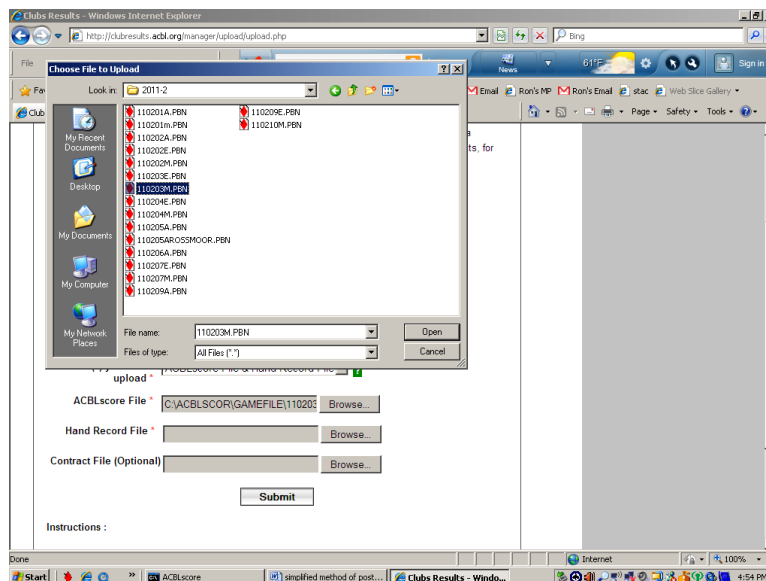 Clubs Results - Windows Internet Explorer
http://clubresults.acbl.org/manager/upload/upload.php
Bing
File
News
61°F
Sign in
Choose File to Upload
Look in: 2011-2
Email Ron's MP Ron's Email stac Web Slice Gallery
Page Safety Tools
110201A.PBN
110201m.PBN
110202A.PBN
110202E.PBN
110202M.PBN
110203E.PBN
110203M.PBN
110204E.PBN
110204M.PBN
110205A.PBN
110205AROSSMOOR.PBN
110206A.PBN
110207E.PBN
110207M.PBN
110209A.PBN
110209E.PBN
110210M.PBN
My Recent
Documents
Desktop
My Documents
My Computer
My Network
Places
ts, for
File name: 110203M.PBN Open
Files of type: All Files (*.*) Cancel
upload *
ACBLscore File * C:\ACBLSCOR\GAMEFILE\110203 Browse...
Hand Record File * Browse...
Contract File (Optional) Browse...
Submit
Instructions :
Done Internet 100%
Start ACBLscore simplified method of post... Clubs Results - Windo... 4:54 PM